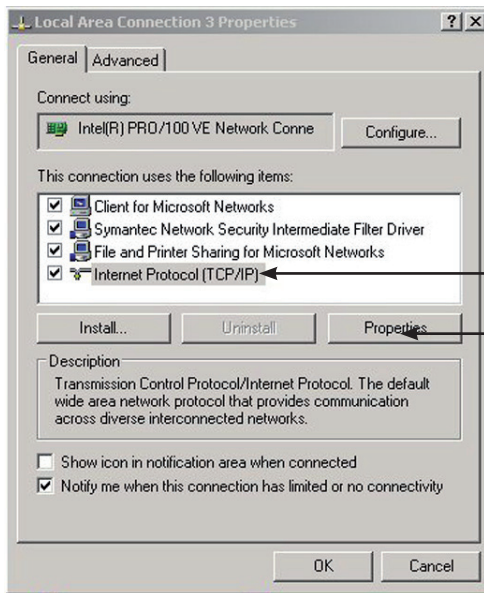 Local Area Connection 3 Properties
General Advanced
Connect using:
Intel(R) PRO/100 VE Network Conne Configure...
This connection uses the following items:
Client for Microsoft Networks
Symantec Network Security Intermediate Filter Driver
File and Printer Sharing for Microsoft Networks
Internet Protocol (TCP/IP)
Install... Uninstall Properties
Description
Transmission Control Protocol/Internet Protocol. The default
wide area network protocol that provides communication
across diverse interconnected networks.
Show icon in notification area when connected
Notify me when this connection has limited or no connectivity
OK Cancel